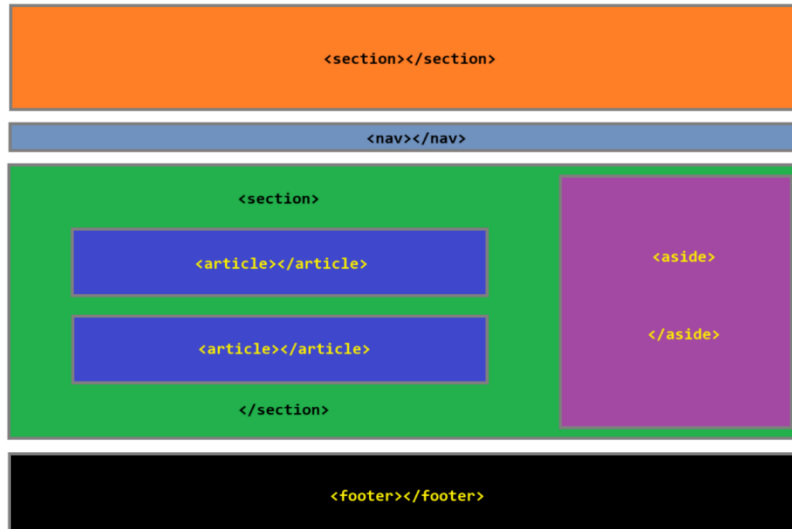 <section></section>
<nav></nav>
<section>
<article></article>
<article></article>
</section>
<aside>
</aside>
<footer></footer>